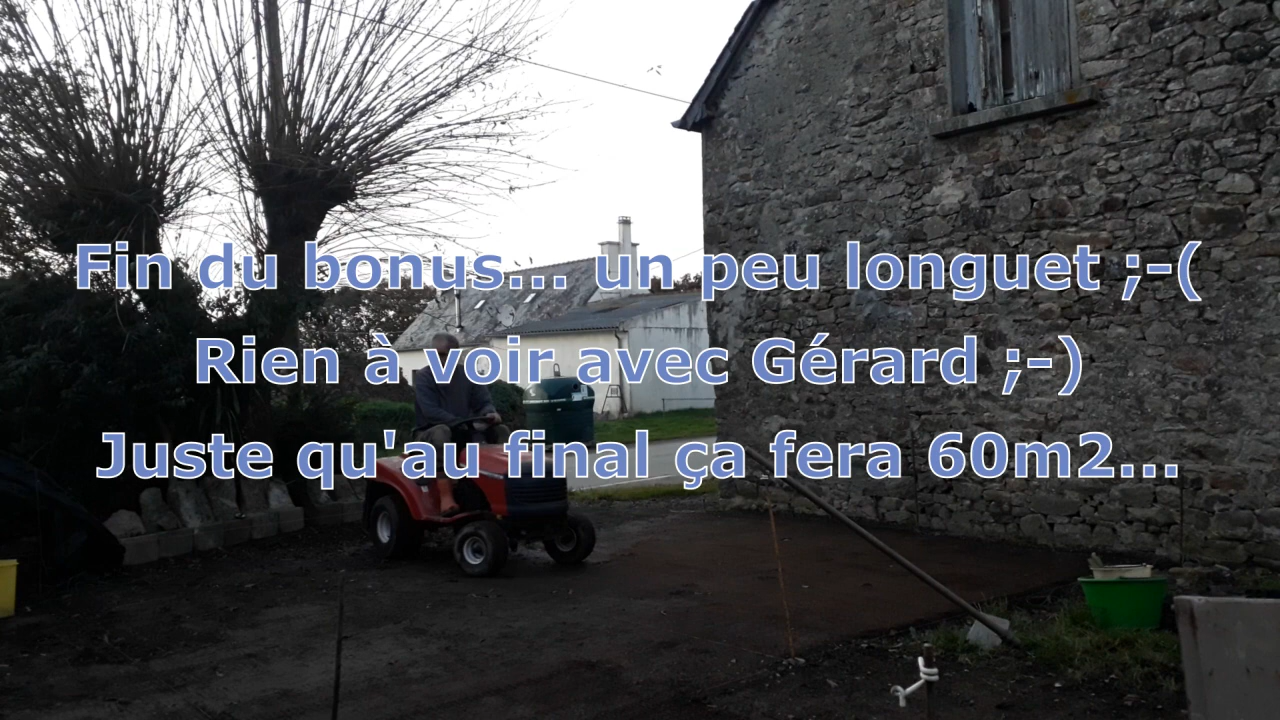 Fin du bonus... un peu longuet ;-(
Rien à voir avec Gérard ;-)
Juste qu'au final ça fera 60m2...